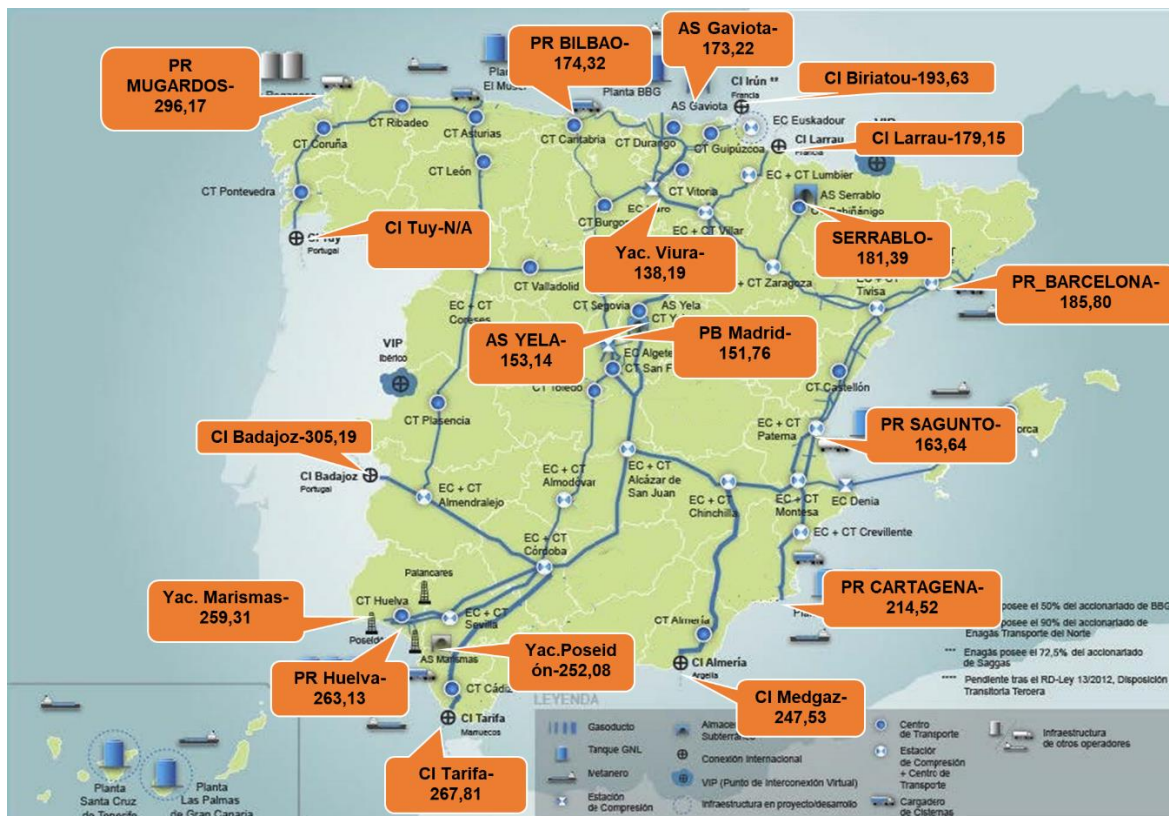 PR
MUGARDOS-
296,17
PR BILBAO-
174,32
AS Gaviota-
173,22
CI Biriatou-193,63
CI Larrau-179,15
CI Tuy-N/A
Yac. Viura-
138,19
SERRABLO-
181,39
PR_BARCELONA-
185,80
AS YELA-
153,14
PB Madrid-
151,76
CI Badajoz-305,19
PR SAGUNTO-
163,64
Yac. Marismas-
259,31
PR Huelva-
263,13
Yac.Poseid
ón-252,08
PR CARTAGENA-
214,52
CI Medgaz-
247,53
CI Tarifa-
267,81
El Musel
Planta BBG
AS Gaviota
CI Irún **
Francia
EC Euskadour
VIP
CI Larrau
Francia
CT Ribadeo
CT Coruña
CT Asturias
CT Cantabria
CT Durango
CT Guipúzcoa
CT León
CT Vitoria
EC + CT Lumbier
AS Serrablo
CT Pontevedra
CT Burgos
EC + CT Villar
CI Tuy
Portugal
CT Valladolid
CT Zaragoza
EC + CT
Tivisa
CT Segovia
AS Yela
EC + CT
Coreses
VIP
Ibérico
CT Toledo
CT Castellón
CT Plasencia
EC + CT
Paterna
CI Badajoz
Portugal
EC + CT
Almendralejo
EC + CT
Almodóvar
EC + CT
Alcázar de
San Juan
EC + CT
Chinchilla
EC + CT
Montesa
EC Denia
EC + CT Crevillente
EC + CT
Córdoba
Palancares
CT Huelva
EC + CT
Sevilla
AS Marismas
CT Almería
CI Almería
Argelia
CT Cádiz
CI Tarifa
Marruecos
posee el 50% del accionariado de BBG
posee el 90% del accionariado de
Enagás Transporte del Norte
*** Enagás posee el 72,5% del accionariado
de Saggas
**** Pendiente tras el RD-Ley 13/2012, Disposición
Transitoria Tercera
LEYENDA
Gasoducto
Tanque GNL
Metanero
Estación
de Compresión
Subterráneo
Conexión Internacional
VIP (Punto de Interconexión Virtual)
Infraestructura en proyecto/desarrollo
Centro
de Transporte
Estación
de Compresión
+ Centro de
Transporte
Cargadero
de Cisternas
Infraestructura
de otros operadores
Planta
Santa Cruz
de Tenerife
Planta
Las Palmas
de Gran Canaria